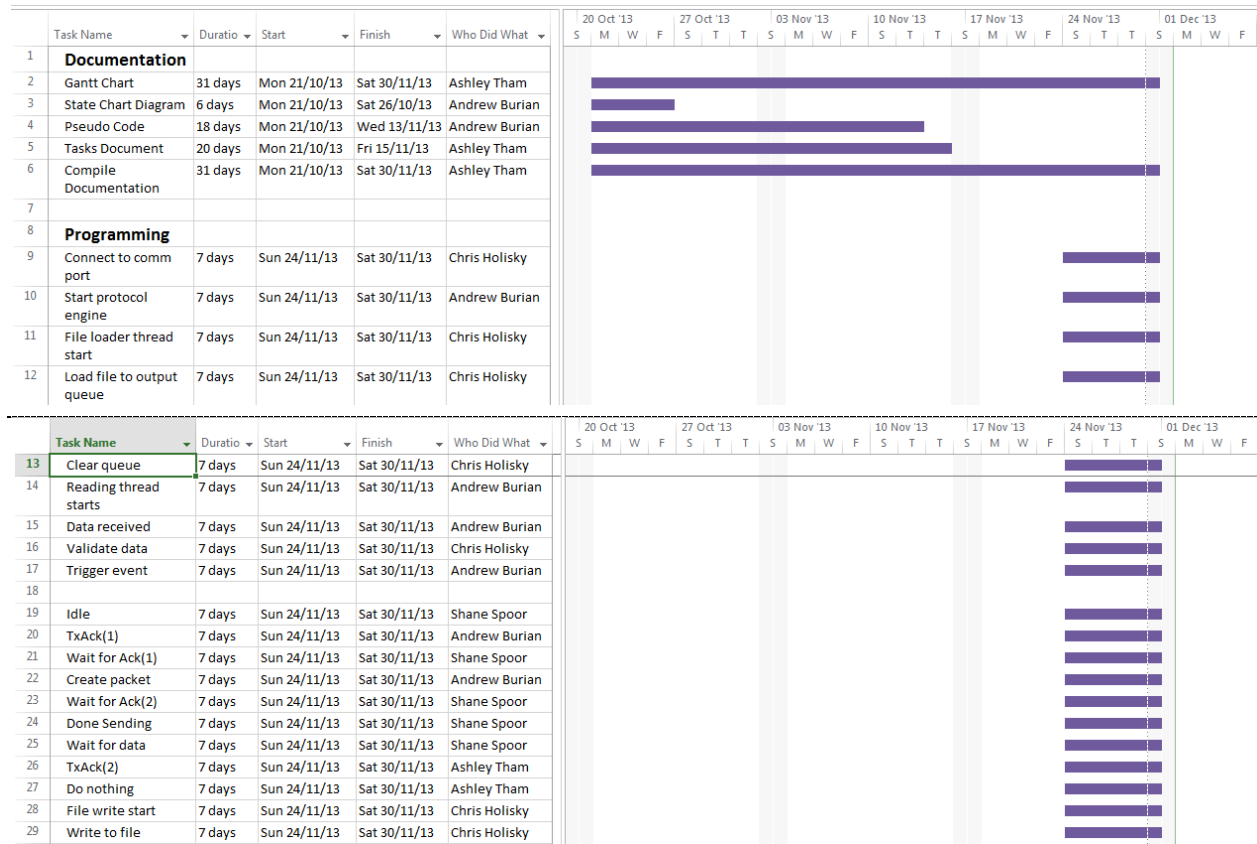 20 Oct '13 27 Oct '13 03 Nov '13 10 Nov '13 17 Nov '13 24 Nov '13 01 Dec '13
Task Name Duratio Start Finish Who Did What S M W F S T T S M W F S T T S M W F S T T S M W F
1 Documentation
2 Gantt Chart 31 days Mon 21/10/13 Sat 30/11/13 Ashley Tham
3 State Chart Diagram 6 days Mon 21/10/13 Sat 26/10/13 Andrew Burian
4 Pseudo Code 18 days Mon 21/10/13 Wed 13/11/13 Andrew Burian
5 Tasks Document 20 days Mon 21/10/13 Fri 15/11/13 Ashley Tham
6 Compile 31 days Mon 21/10/13 Sat 30/11/13 Ashley Tham
Documentation
7
8 Programming
9 Connect to comm 7 days Sun 24/11/13 Sat 30/11/13 Chris Holisky
port
10 Start protocol 7 days Sun 24/11/13 Sat 30/11/13 Andrew Burian
engine
11 File loader thread 7 days Sun 24/11/13 Sat 30/11/13 Chris Holisky
start
12 Load file to output 7 days Sun 24/11/13 Sat 30/11/13 Chris Holisky
queue
20 Oct '13 27 Oct '13 03 Nov '13 10 Nov '13 17 Nov '13 24 Nov '13 01 Dec '13
Task Name Duratio Start Finish Who Did What S M W F S T T S M W F S T T S M W F S T T S M W F
13 Clear queue 7 days Sun 24/11/13 Sat 30/11/13 Chris Holisky
14 Reading thread 7 days Sun 24/11/13 Sat 30/11/13 Andrew Burian
starts
15 Data received 7 days Sun 24/11/13 Sat 30/11/13 Andrew Burian
16 Validate data 7 days Sun 24/11/13 Sat 30/11/13 Chris Holisky
17 Trigger event 7 days Sun 24/11/13 Sat 30/11/13 Andrew Burian
18
19 Idle 7 days Sun 24/11/13 Sat 30/11/13 Shane Spoor
20 TxAck(1) 7 days Sun 24/11/13 Sat 30/11/13 Andrew Burian
21 Wait for Ack(1) 7 days Sun 24/11/13 Sat 30/11/13 Shane Spoor
22 Create packet 7 days Sun 24/11/13 Sat 30/11/13 Andrew Burian
23 Wait for Ack(2) 7 days Sun 24/11/13 Sat 30/11/13 Shane Spoor
24 Done Sending 7 days Sun 24/11/13 Sat 30/11/13 Shane Spoor
25 Wait for data 7 days Sun 24/11/13 Sat 30/11/13 Shane Spoor
26 TxAck(2) 7 days Sun 24/11/13 Sat 30/11/13 Ashley Tham
27 Do nothing 7 days Sun 24/11/13 Sat 30/11/13 Ashley Tham
28 File write start 7 days Sun 24/11/13 Sat 30/11/13 Chris Holisky
29 Write to file 7 days Sun 24/11/13 Sat 30/11/13 Chris Holisky